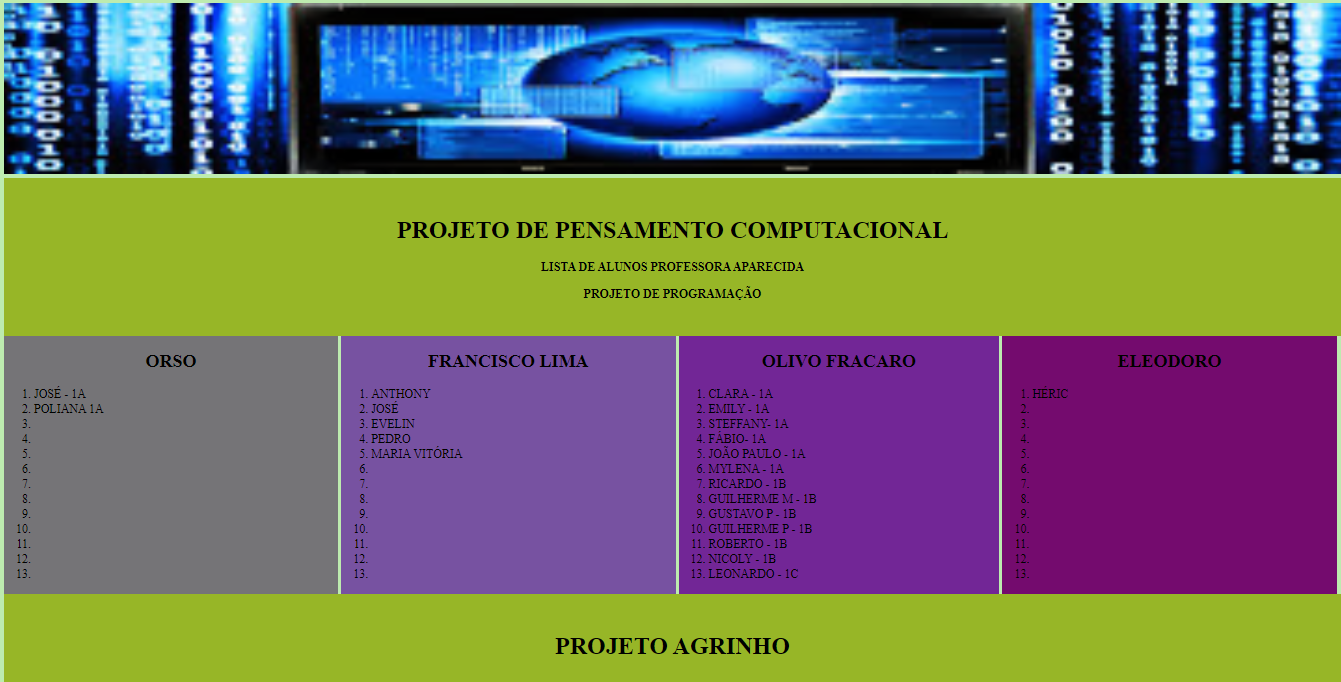 PROJETO DE PENSAMENTO COMPUTACIONAL
LISTA DE ALUNOS PROFESSORA APARECIDA
PROJETO DE PROGRAMAÇÃO
ORSO
1. JOSÉ - 1A
2. POLIANA 1A
3.
4.
5.
6.
7.
8.
9.
10.
11.
12.
13.
FRANCISCO LIMA
1. ANTHONY
2. JOSÉ
3. EVELIN
4. PEDRO
5. MARIA VITÓRIA
6.
7.
8.
9.
10.
11.
12.
13.
OLIVO FRACARO
1. CLARA - 1A
2. EMILY - 1A
3. STEFFANY- 1A
4. FÁBIO- 1A
5. JOÃO PAULO - 1A
6. MYLENA - 1A
7. RICARDO - 1B
8. GUILHERME M - 1B
9. GUSTAVO P - 1B
10. GUILHERME P - 1B
11. ROBERTO - 1B
12. NICOLY - 1B
13. LEONARDO - 1C
ELEODORO
1. HÉRIC
2.
3.
4.
5.
6.
7.
8.
9.
10.
11.
12.
13.
PROJETO AGRINHO